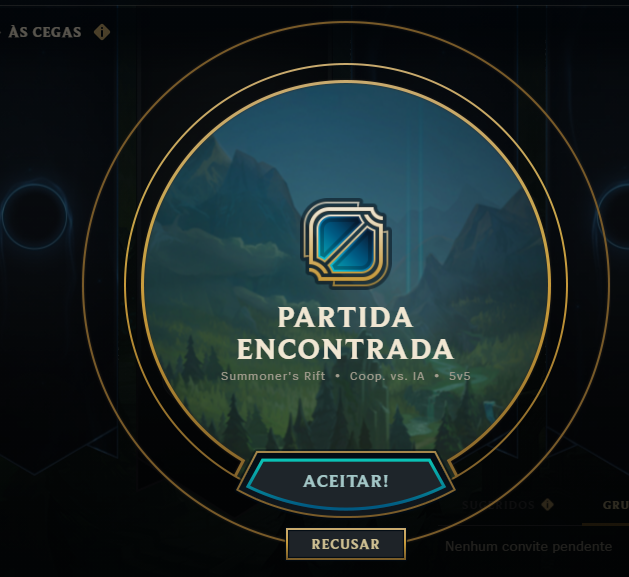 ÀS CEGAS
PARTIDA
ENCONTRADA
Summoner's Rift • Coop. vs. IA • 5v5
ACEITAR!
SUGERIDOS
GRU
RECUSAR
Nenhum convite pendente